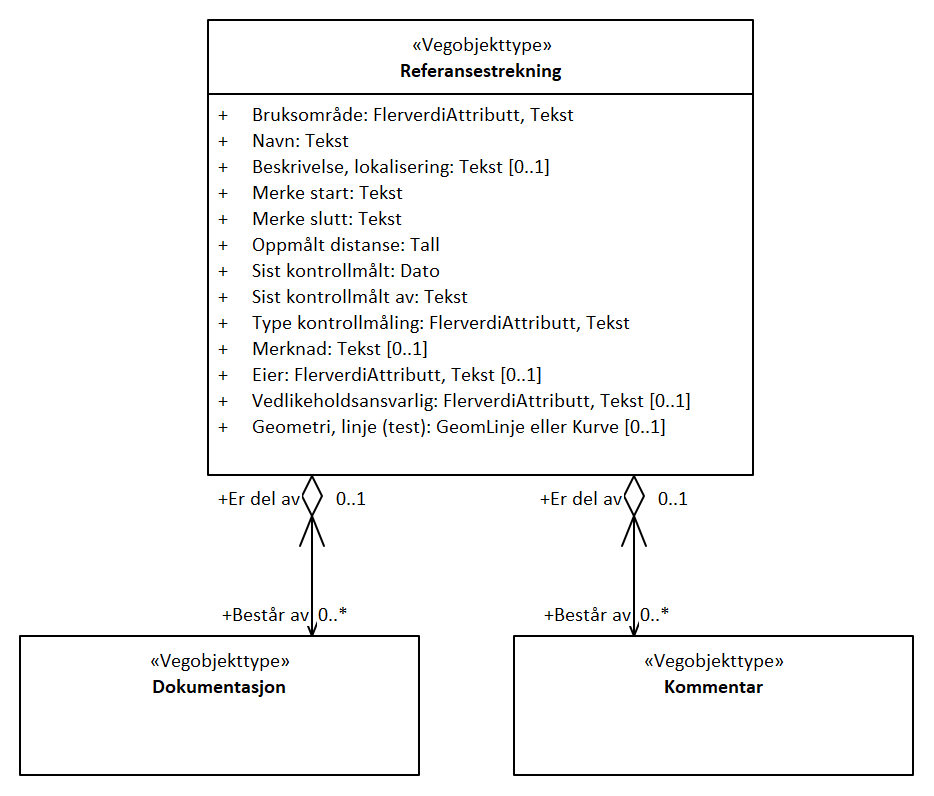 «Vegobjekttype»
Referansestrekning
+ Bruksområde: FlerverdiAttributt, Tekst
+ Navn: Tekst
+ Beskrivelse, lokalisering: Tekst [0..1]
+ Merke start: Tekst
+ Merke slutt: Tekst
+ Oppmålt distanse: Tall
+ Sist kontrollmålt: Dato
+ Sist kontrollmålt av: Tekst
+ Type kontrollmåling: FlerverdiAttributt, Tekst
+ Merknad: Tekst [0..1]
+ Eier: FlerverdiAttributt, Tekst [0..1]
+ Vedlikeholdsansvarlig: FlerverdiAttributt, Tekst [0..1]
+ Geometri, linje (test): GeomLinje eller Kurve [0..1]
+Er del av 0..1
+Er del av 0..1
+Består av 0..*
+Består av 0..*
«Vegobjekttype»
Dokumentasjon
«Vegobjekttype»
Kommentar